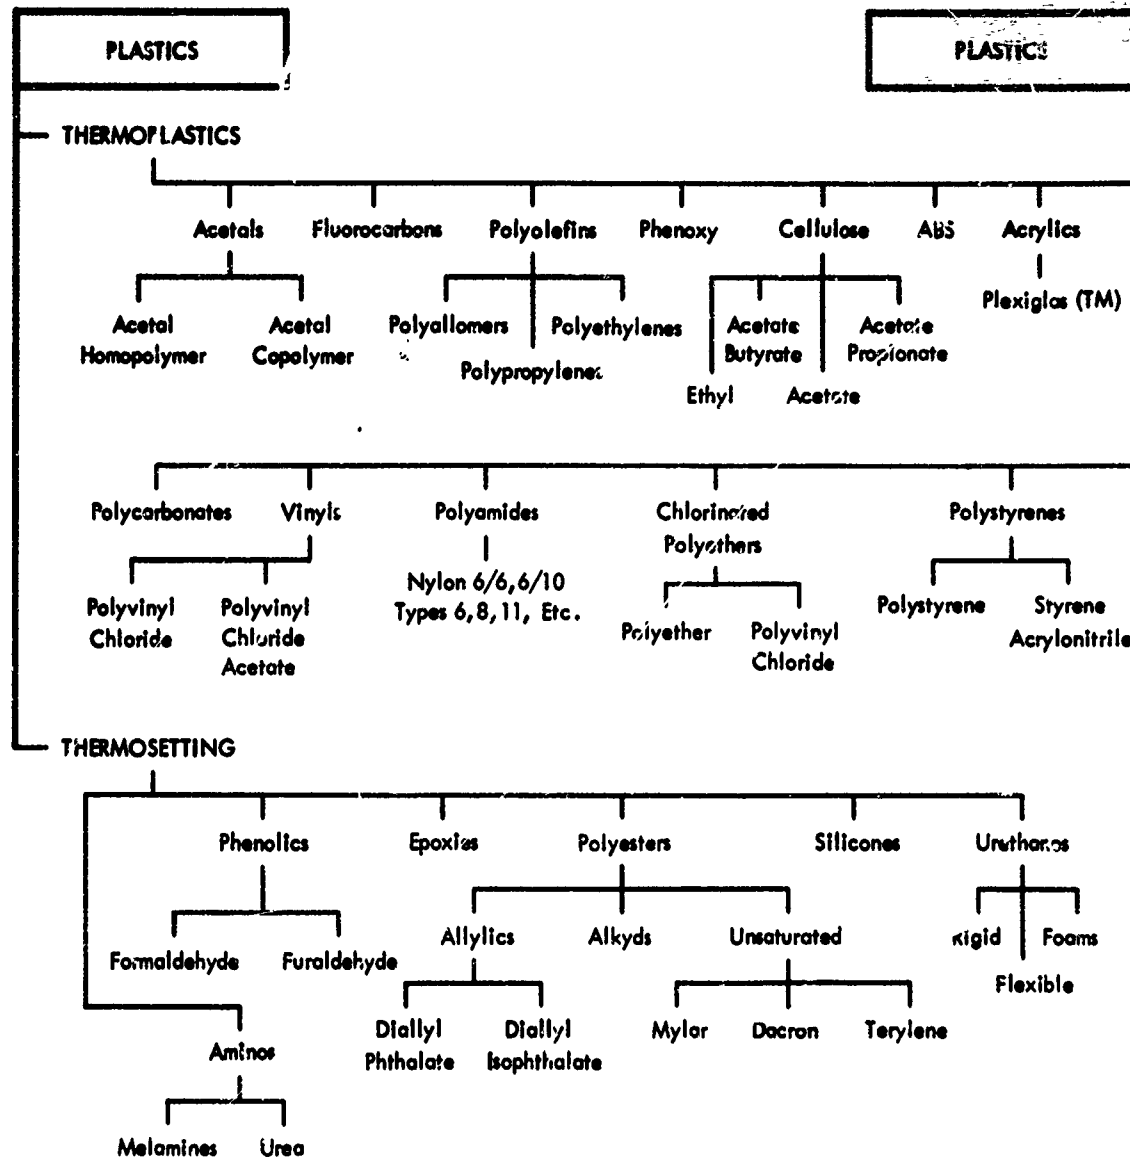 PLASTICS
PLASTICS
THERMOPLASTICS
Acetals Fluorocarbons Polyolefins Phenoxy Cellulose ABS Acrylics
Acetal Homopolymer
Acetal Copolymer
Polyallomers
Polypropylenes
Polyethylenes
Ethyl
Acetate Butyrate
Acetate
Acetate Propionate
Plexiglas (TM)
Polycarbonates Vinyls Polyamides Chlorinated Polyethers Polystyrenes
Polyvinyl Chloride
Polyvinyl Chloride Acetate
Nylon 6/6,6/10
Types 6,8,11, Etc.
Polyether
Polyvinyl Chloride
Polystyrene
Styrene Acrylonitrile
THERMOSETTING
Phenolics Epoxies Polyesters Silicones Urethanes
Formaldehyde Furaldehyde
Allylics Alkyds Unsaturated
Rigid Foams
Flexible
Diallyl Phthalate
Diallyl Isophthalate
Mylar Dacron Terylene
Aminos
Melamines Urea